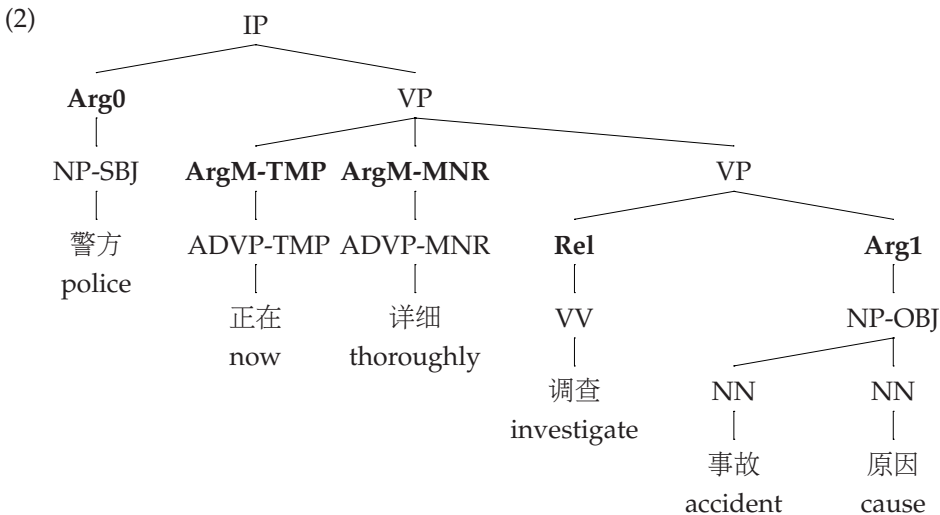 (2) IP
Arg0 VP
NP-SBJ ArgM-TMP ArgM-MNR VP
警方 ADVP-TMP ADVP-MNR Rel Arg1
police
正在 详细 VV NP-OBJ
now thoroughly
调查 NN NN
investigate
事故 原因
accident cause